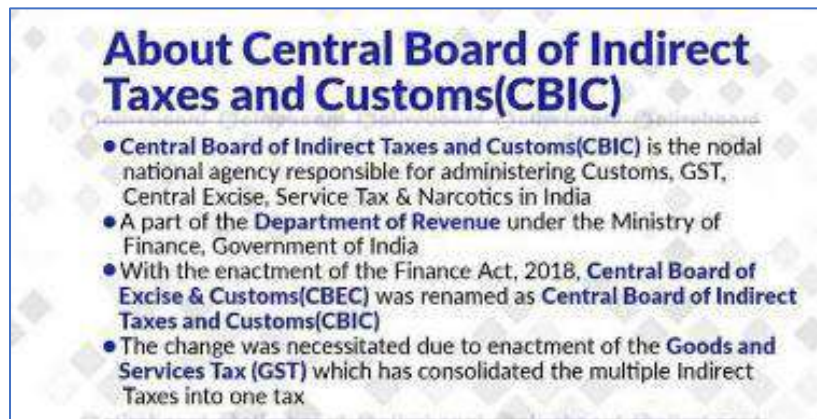 About Central Board of Indirect
Taxes and Customs(CBIC)
●Central Board of Indirect Taxes and Customs(CBIC) is the nodal
national agency responsible for administering Customs, GST,
Central Excise, Service Tax & Narcotics in India
●A part of the Department of Revenue under the Ministry of
Finance, Government of India
●With the enactment of the Finance Act, 2018, Central Board of
Excise & Customs(CBEC) was renamed as Central Board of Indirect
Taxes and Customs(CBIC)
●The change was necessitated due to enactment of the Goods and
Services Tax (GST) which has consolidated the multiple Indirect
Taxes into one tax